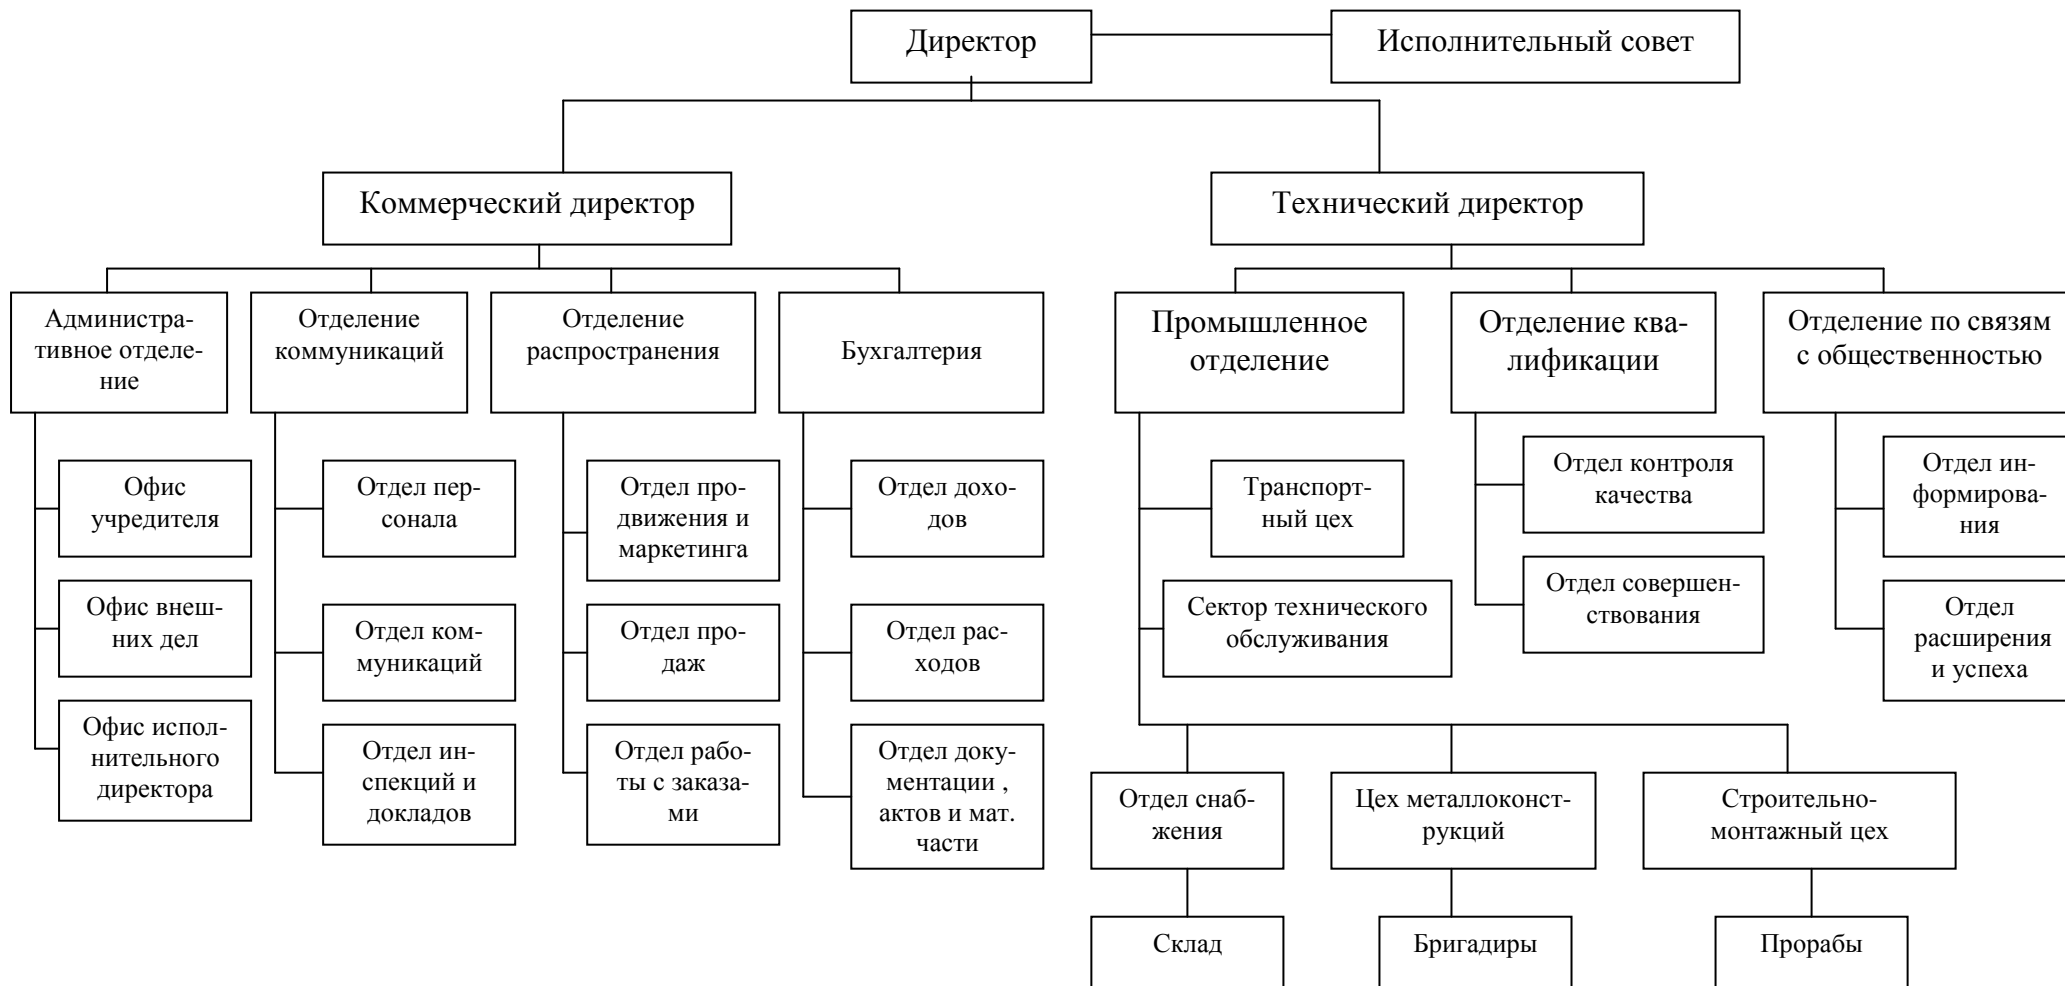 Директор
Исполнительный совет
Коммерческий директор
Технический директор
Администра-
тивное отделе-
ние
Отделение
коммуникаций
Отделение
распространения
Бухгалтерия
Промышленное
отделение
Отделение ква-
лификации
Отделение по связям
с общественностью
Офис
учредителя
Офис внеш-
них дел
Офис испол-
нительного
директора
Отдел пер-
сонала
Отдел ком-
муникаций
Отдел ин-
спекций и
докладов
Отдел про-
движения и
маркетинга
Отдел про-
даж
Отдел рабо-
ты с заказа-
ми
Отдел дохо-
дов
Отдел рас-
ходов
Отдел доку-
ментации ,
актов и мат.
части
Транспорт-
ный цех
Сектор технического
обслуживания
Отдел контроля
качества
Отдел совершен-
ствования
Отдел ин-
формирова-
ния
Отдел
расширения
и успеха
Отдел снаб-
жения
Цех металлоконст-
рукций
Строительно-
монтажный цех
Склад
Бригадиры
Прорабы